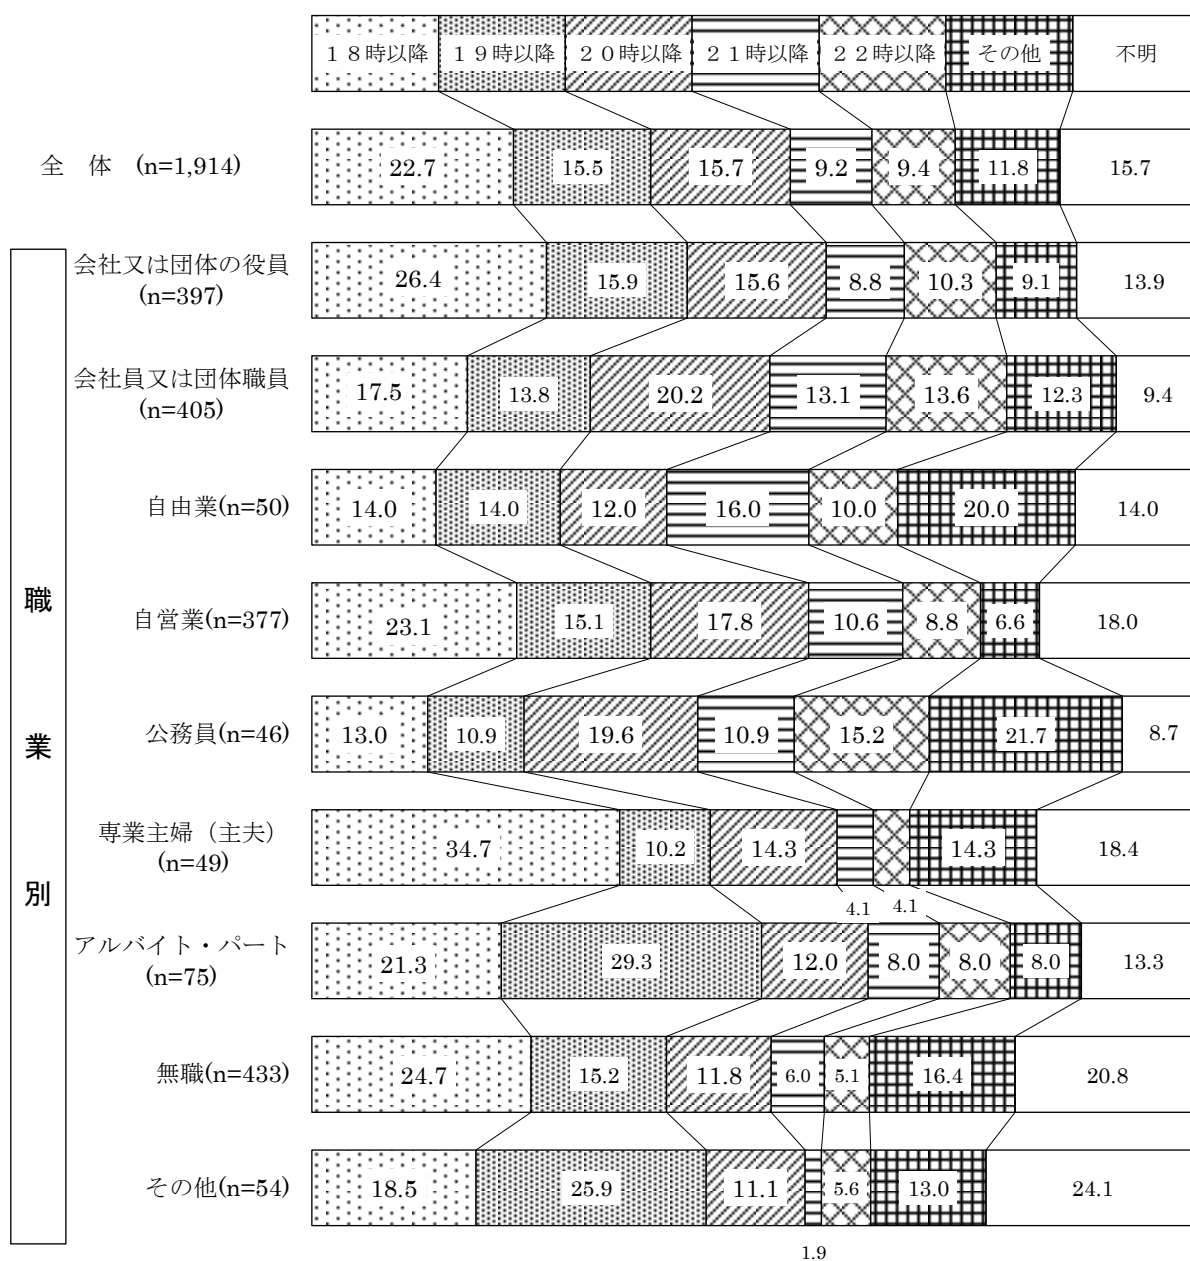 １８時以降 １９時以降 ２０時以降 ２１時以降 ２２時以降 その他 不明
全 体 (n=1,914) 22.7 15.5 15.7 9.2 9.4 11.8 15.7
職業別
会社又は団体の役員
(n=397) 26.4 15.9 15.6 8.8 10.3 9.1 13.9
会社員又は団体職員
(n=405) 17.5 13.8 20.2 13.1 13.6 12.3 9.4
自由業(n=50) 14.0 14.0 12.0 16.0 10.0 20.0 14.0
自営業(n=377) 23.1 15.1 17.8 10.6 8.8 6.6 18.0
公務員(n=46) 13.0 10.9 19.6 10.9 15.2 21.7 8.7
専業主婦（主夫）
(n=49) 34.7 10.2 14.3 4.1 4.1 14.3 18.4
アルバイト・パート
(n=75) 21.3 29.3 12.0 8.0 8.0 8.0 13.3
無職(n=433) 24.7 15.2 11.8 6.0 5.1 16.4 20.8
その他(n=54) 18.5 25.9 11.1 1.9 5.6 13.0 24.1